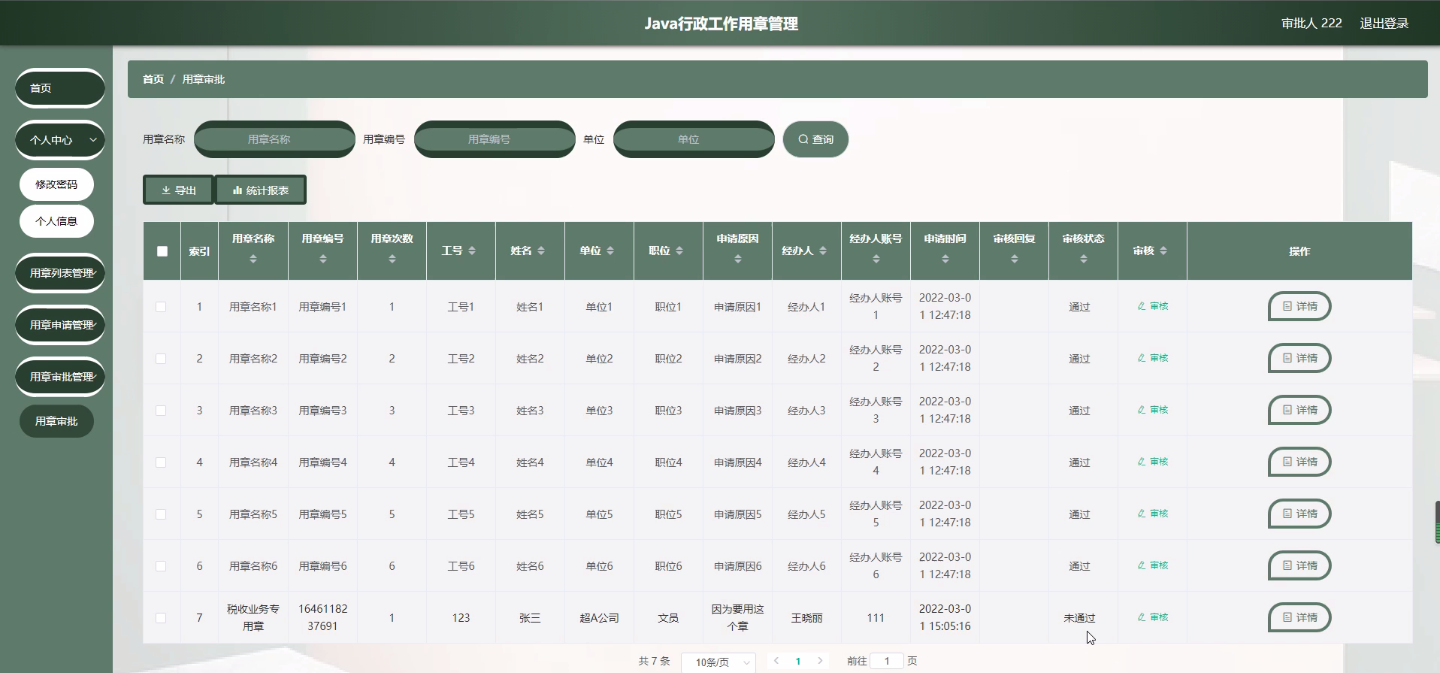 Java行政工作用章管理
审批人 222 退出登录
首页
个人中心
修改密码
个人信息
用章列表管理
用章申请管理
用章审批管理
用章审批
首页 / 用章审批
用章名称 用章名称 用章编号 用章编号 单位 单位 查询
导出 统计报表
索引 用章名称 用章编号 用章次数 工号 姓名 单位 职位 申请原因 经办人 经办人账号 申请时间 审核回复 审核状态 审核 操作
1 用章名称1 用章编号1 1 工号1 姓名1 单位1 职位1 申请原因1 经办人1 经办人账号1 2022-03-01 12:47:18 通过 审核 详情
2 用章名称2 用章编号2 2 工号2 姓名2 单位2 职位2 申请原因2 经办人2 经办人账号2 2022-03-01 12:47:18 通过 审核 详情
3 用章名称3 用章编号3 3 工号3 姓名3 单位3 职位3 申请原因3 经办人3 经办人账号3 2022-03-01 12:47:18 通过 审核 详情
4 用章名称4 用章编号4 4 工号4 姓名4 单位4 职位4 申请原因4 经办人4 经办人账号4 2022-03-01 12:47:18 通过 审核 详情
5 用章名称5 用章编号5 5 工号5 姓名5 单位5 职位5 申请原因5 经办人5 经办人账号5 2022-03-01 12:47:18 通过 审核 详情
6 用章名称6 用章编号6 6 工号6 姓名6 单位6 职位6 申请原因6 经办人6 经办人账号6 2022-03-01 12:47:18 通过 审核 详情
7 税收业务专用章 1646118237691 1 123 张三 超A公司 文员 因为要用这个章 王晓丽 111 2022-03-01 15:05:16 未通过 审核 详情
共 7 条 10条/页 1 前往 1 页